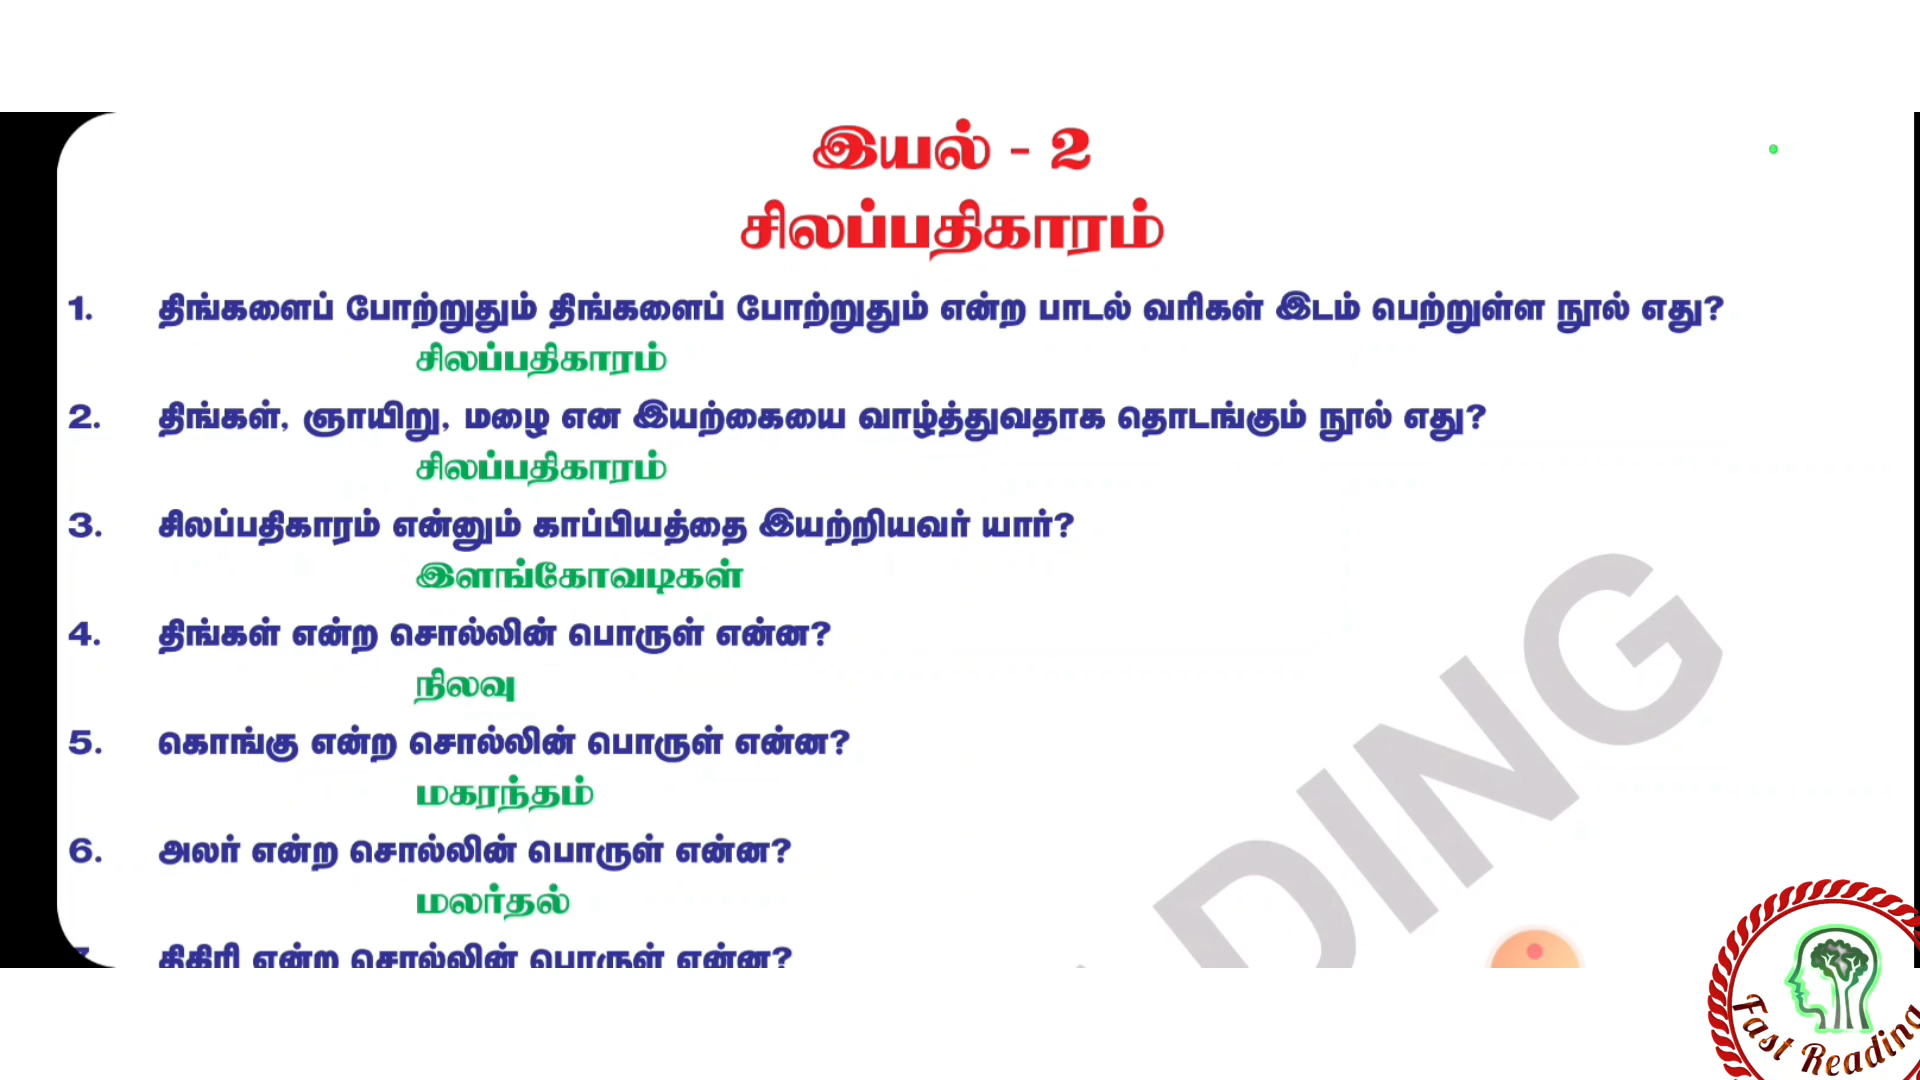 இயல் - 2
சிலப்பதிகாரம்
1. திங்களைப் போற்றுதும் திங்களைப் போற்றுதும் என்ற பாடல் வரிகள் இடம் பெற்றுள்ள நூல் எது?
சிலப்பதிகாரம்
2. திங்கள், ஞாயிறு, மழை என இயற்கையை வாழ்த்துவதாக தொடங்கும் நூல் எது?
சிலப்பதிகாரம்
3. சிலப்பதிகாரம் என்னும் காப்பியத்தை இயற்றியவர் யார்?
இளங்கோவடிகள்
4. திங்கள் என்ற சொல்லின் பொருள் என்ன?
நிலவு
5. கொங்கு என்ற சொல்லின் பொருள் என்ன?
மகரந்தம்
6. அலர் என்ற சொல்லின் பொருள் என்ன?
மலர்தல்
திகிரி என்ற சொல்லின் பொருள் என்ன?
DING
Fast Reading